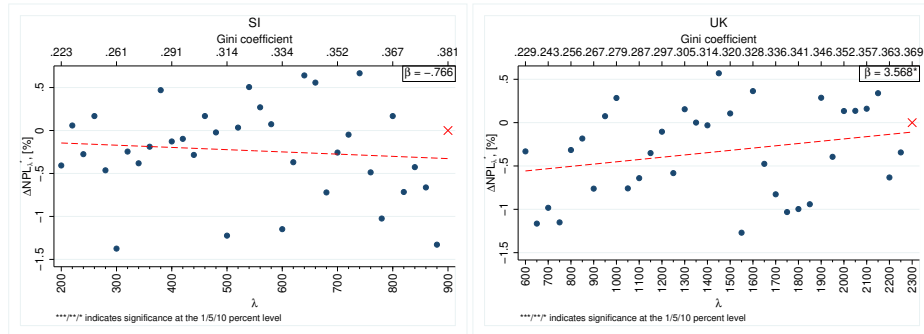 SI
Gini coefficient
.223 .261 .291 .314 .334 .352 .367 .381
β = −.766
.5
0
−.5
−1
−1.5
ΔNPL*λ', [%]
200 300 400 500 600 700 800 900
λ
***/**/* indicates significance at the 1/5/10 percent level
UK
Gini coefficient
.229.243.256.267.279.287.297.305.314.320.328.336.341.346.352.357.363.369
β = 3.568*
.5
0
−.5
−1
−1.5
ΔNPL*λ', [%]
600 700 800 900 1000 1100 1200 1300 1400 1500 1600 1700 1800 1900 2000 2100 2200 2300
λ
***/**/* indicates significance at the 1/5/10 percent level